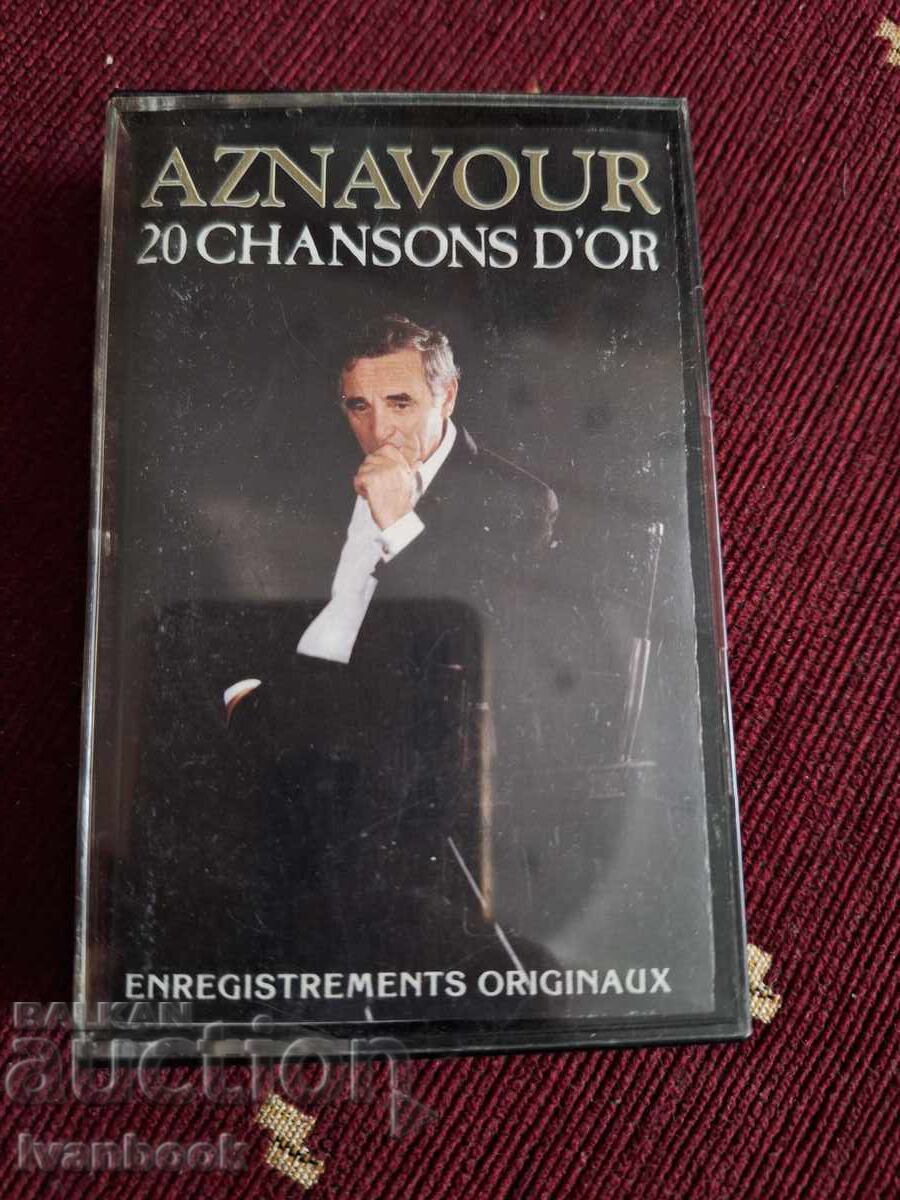 AZNAVOUR
20 CHANSONS D'OR
ENREGISTREMENTS ORIGINAUX
BALKAN
auction
Ivanbook